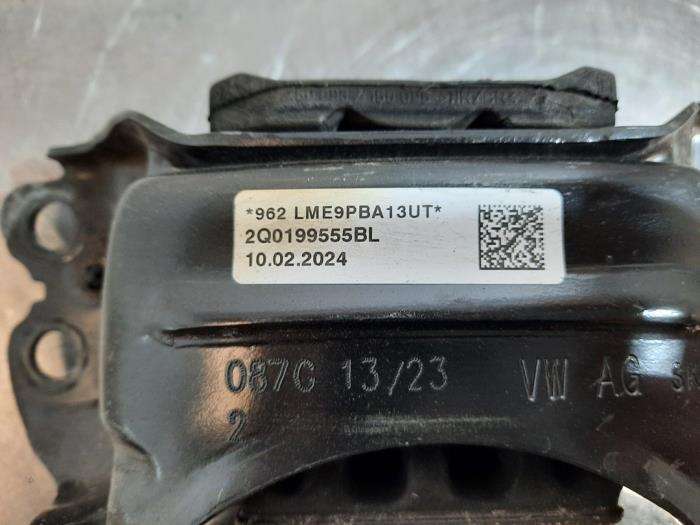 *962 LME9PBA13UT*
2Q0199555BL
10.02.2024
087C 13/23 VW AG
2